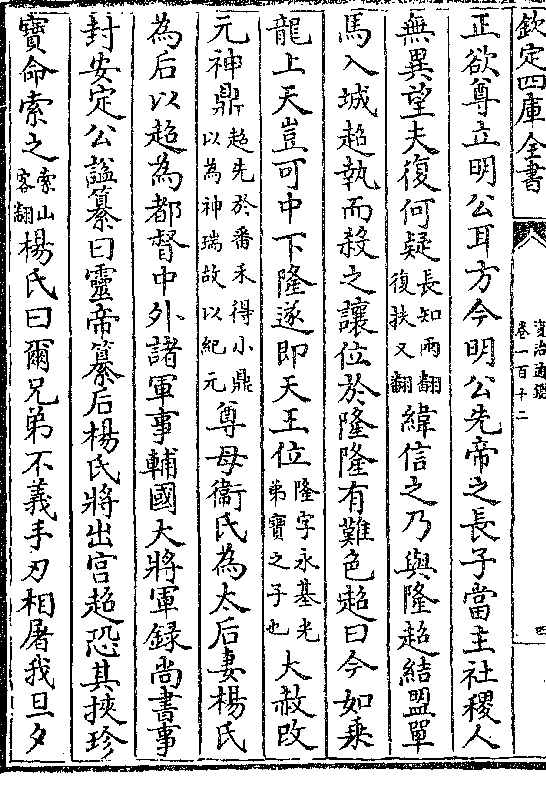 欽定四庫全書
資治通鑑
卷一百十二
四
正欲尊立明公耳方今明公先帝之長子當主社稷人
無異望夫復何疑長知兩翻復扶又翻緯信之乃與隆超結盟單
馬入城超執而殺之讓位於隆隆有難色超曰今如乗
龍上天豈可中下隆遂即天王位隆字永基光弟寶之子也大赦改
元神鼎超先於番禾得小鼎以為神瑞故以紀元尊母衞氏為太后妻楊氏
為后以超為都督中外諸軍事輔國大將軍録尚書事
封安定公諡纂曰靈帝纂后楊氏將出宫超恐其挾珍
寶命索之索山客翻楊氏曰爾兄弟不義手刃相屠我旦夕